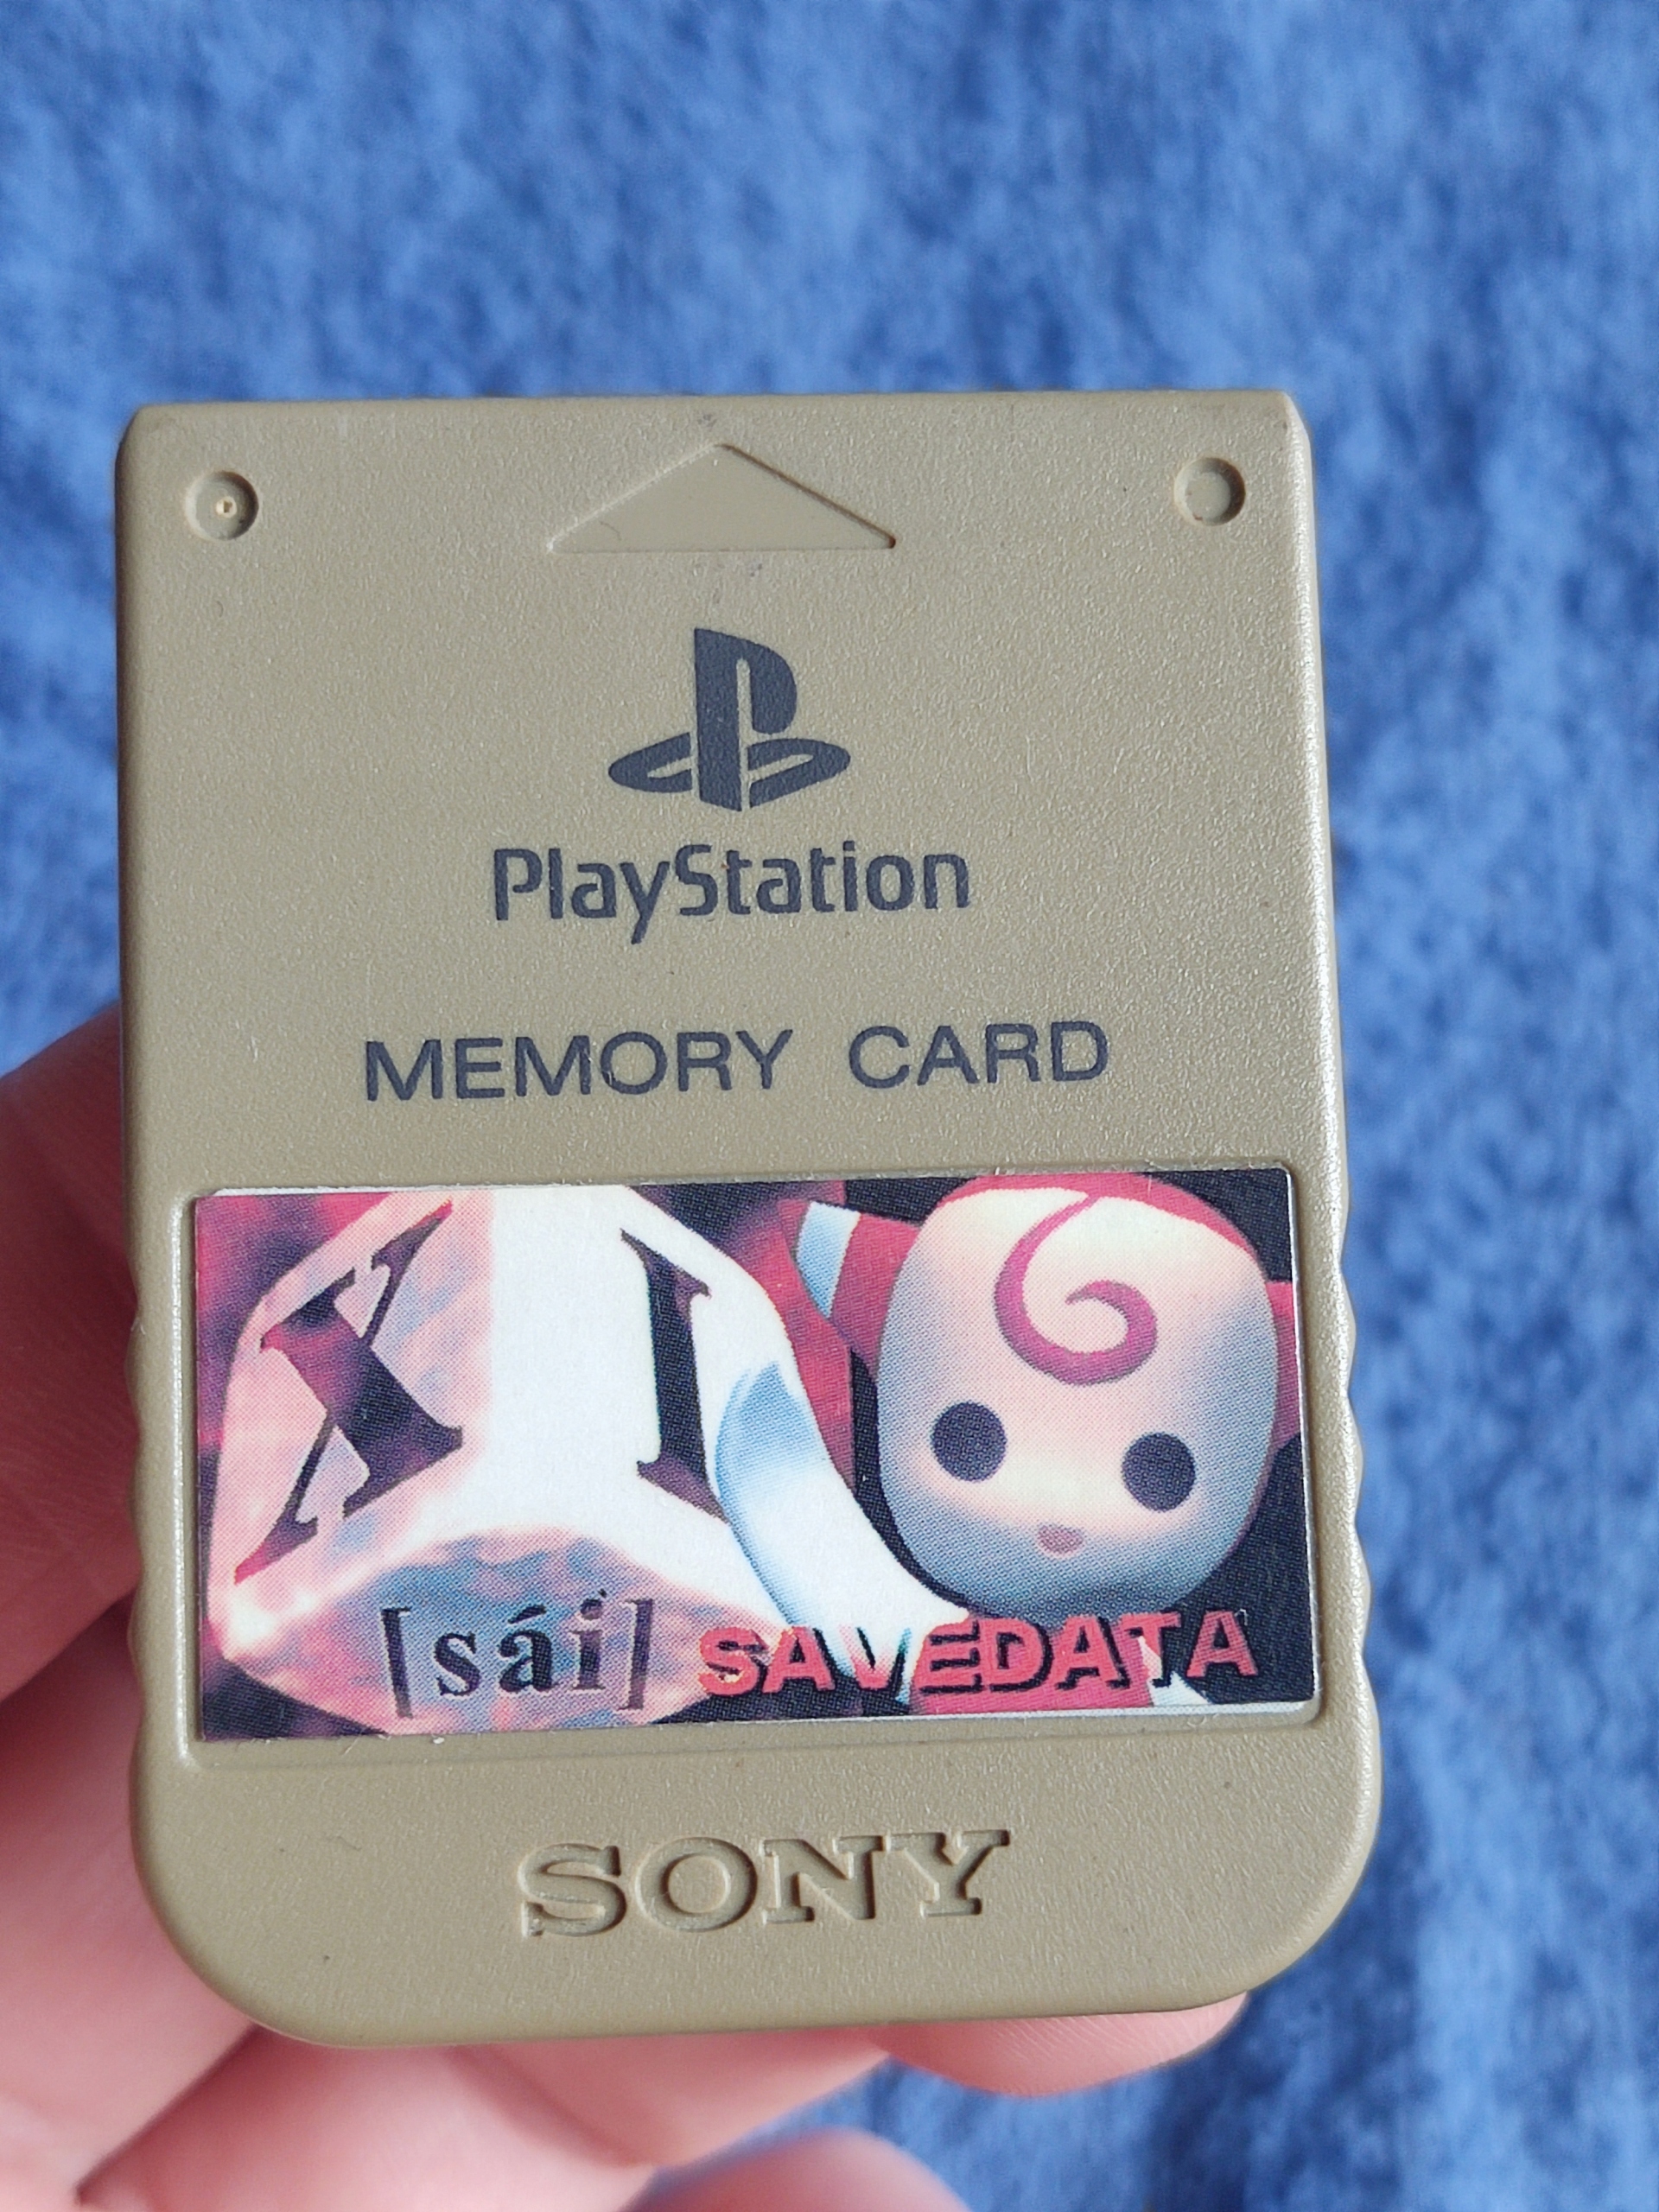 PlayStation
MEMORY CARD
XI
[sái] SAVEDATA
SONY